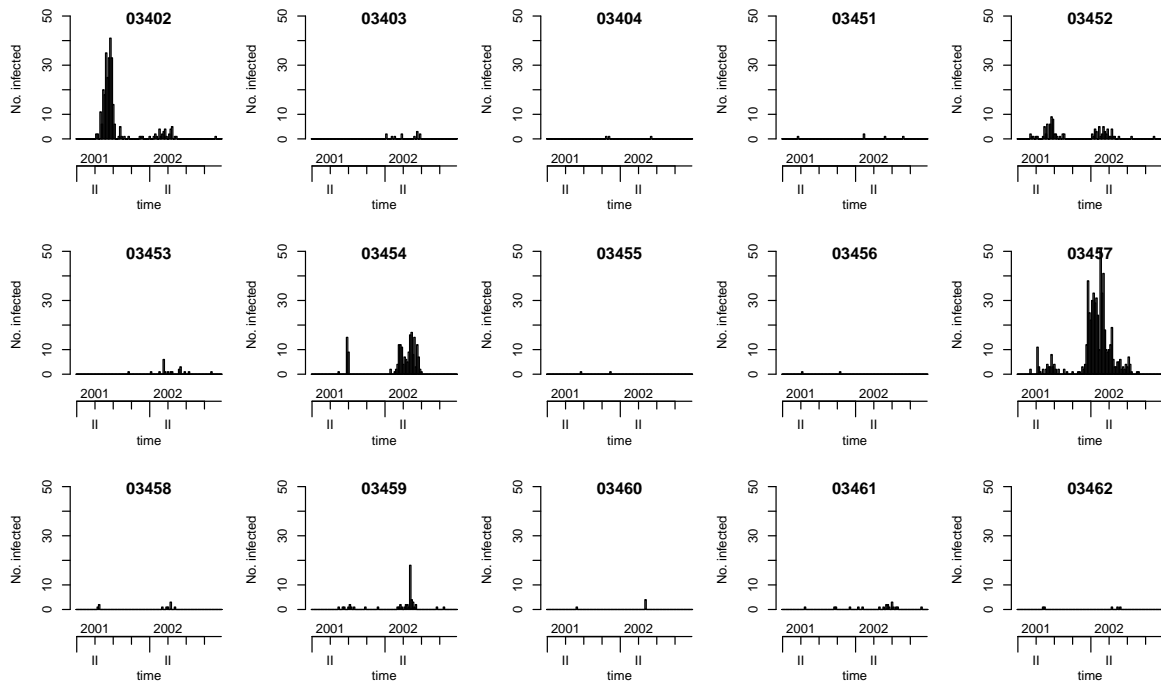 03402 03403 03404 03451 03452
No. infected No. infected No. infected No. infected No. infected
50 50 50 50 50
30 30 30 30 30
10 10 10 10 10
0 0 0 0 0
2001 2002 2001 2002 2001 2002 2001 2002 2001 2002
II II II II II II II II II II
time time time time time
03453 03454 03455 03456 03457
No. infected No. infected No. infected No. infected No. infected
50 50 50 50 50
30 30 30 30 30
10 10 10 10 10
0 0 0 0 0
2001 2002 2001 2002 2001 2002 2001 2002 2001 2002
II II II II II II II II II II
time time time time time
03458 03459 03460 03461 03462
No. infected No. infected No. infected No. infected No. infected
50 50 50 50 50
30 30 30 30 30
10 10 10 10 10
0 0 0 0 0
2001 2002 2001 2002 2001 2002 2001 2002 2001 2002
II II II II II II II II II II
time time time time time